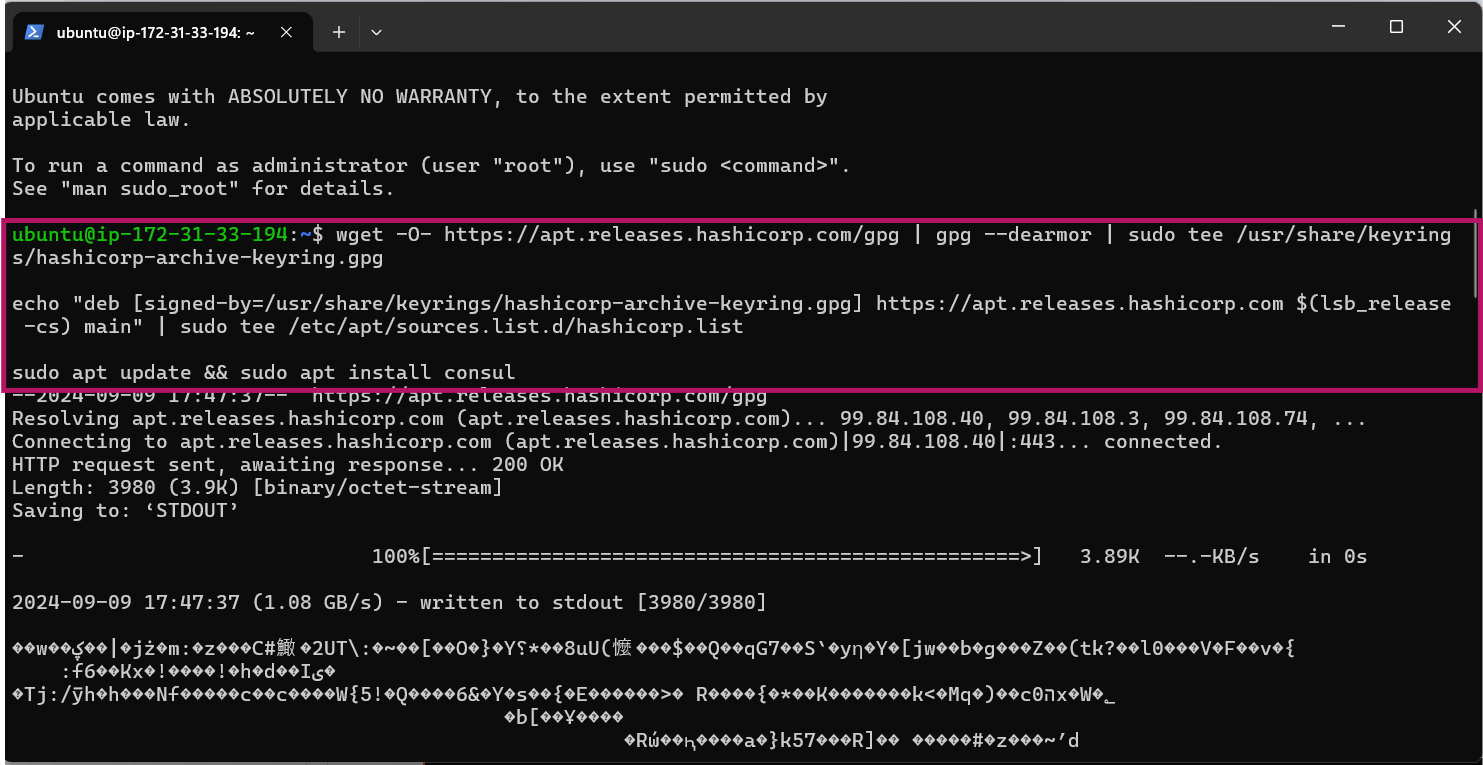 ubuntu@ip-172-31-33-194: ~
Ubuntu comes with ABSOLUTELY NO WARRANTY, to the extent permitted by
applicable law.
To run a command as administrator (user "root"), use "sudo <command>".
See "man sudo_root" for details.
ubuntu@ip-172-31-33-194:~$ wget -O- https://apt.releases.hashicorp.com/gpg | gpg --dearmor | sudo tee /usr/share/keyring
s/hashicorp-archive-keyring.gpg
echo "deb [signed-by=/usr/share/keyrings/hashicorp-archive-keyring.gpg] https://apt.releases.hashicorp.com $(lsb_release
 -cs) main" | sudo tee /etc/apt/sources.list.d/hashicorp.list
sudo apt update && sudo apt install consul
--2024-09-09 17:47:37--  https://apt.releases.hashicorp.com/gpg
Resolving apt.releases.hashicorp.com (apt.releases.hashicorp.com)... 99.84.108.40, 99.84.108.3, 99.84.108.74, ...
Connecting to apt.releases.hashicorp.com (apt.releases.hashicorp.com)|99.84.108.40|:443... connected.
HTTP request sent, awaiting response... 200 OK
Length: 3980 (3.9K) [binary/octet-stream]
Saving to: ‘STDOUT’
-                              100%[=================================================>]   3.89K  --.-KB/s    in 0s
2024-09-09 17:47:37 (1.08 GB/s) - written to stdout [3980/3980]